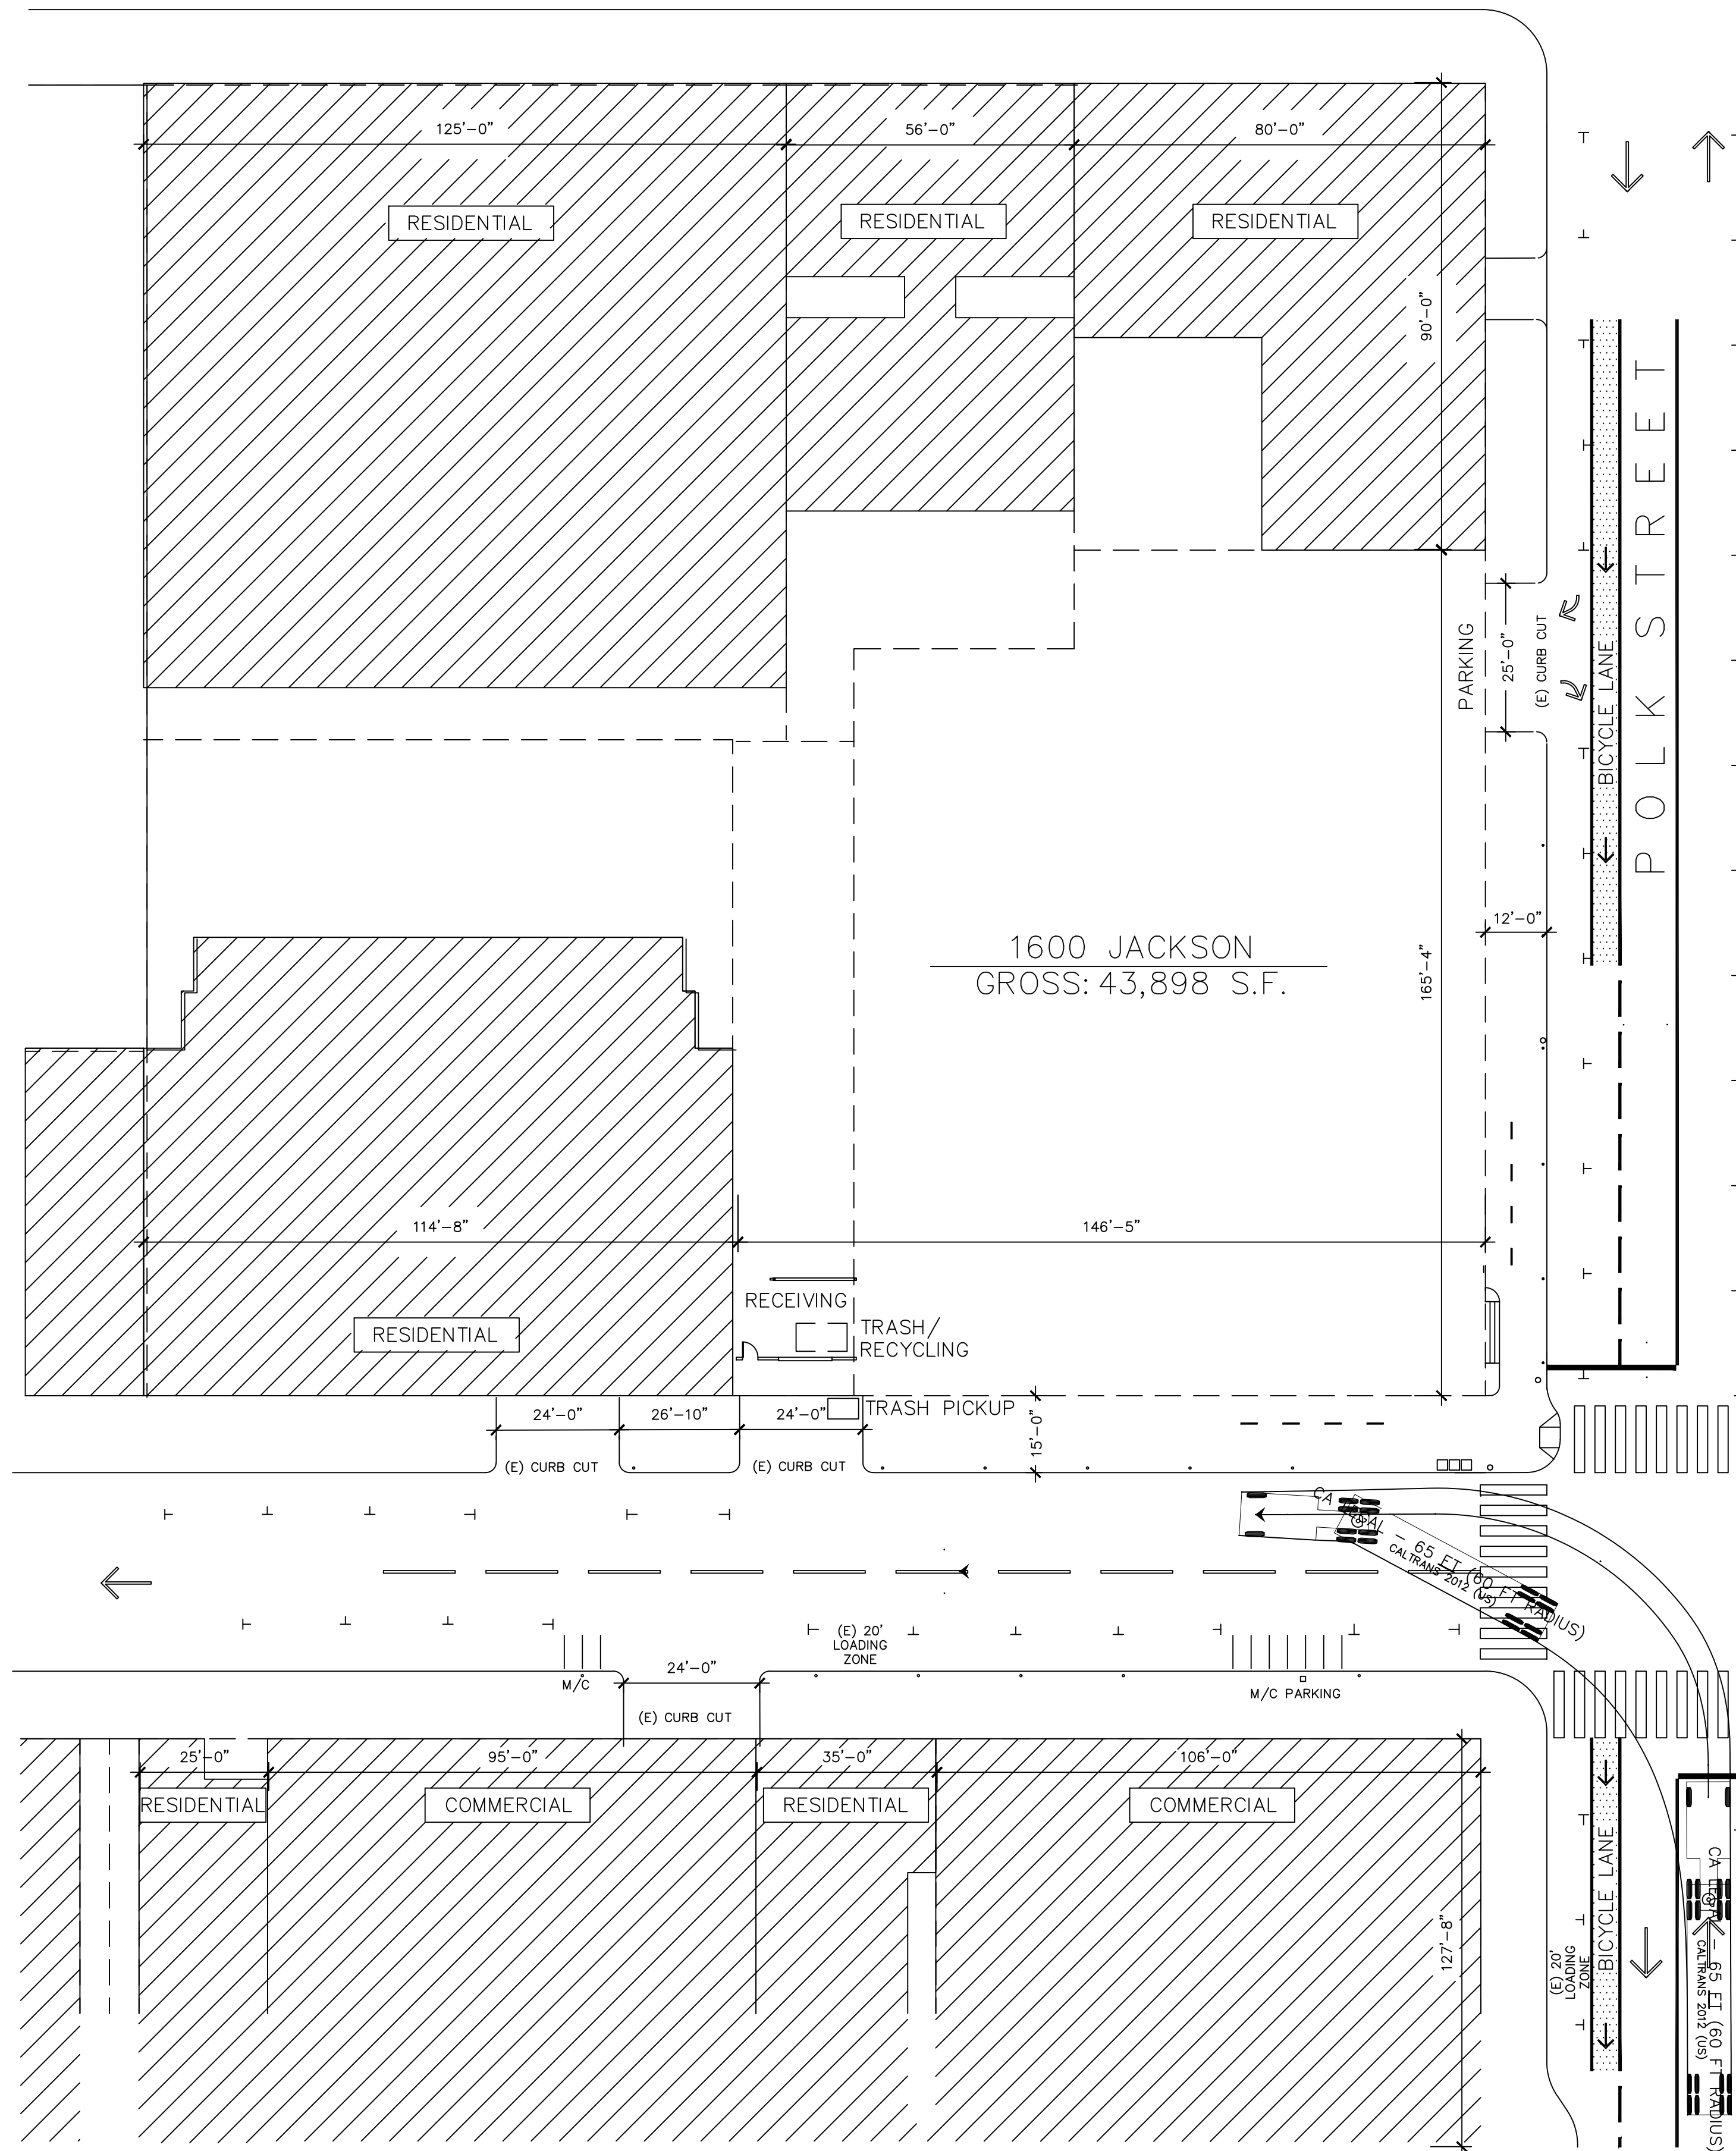 125'-0"
56'-0"
80'-0"
RESIDENTIAL
RESIDENTIAL
RESIDENTIAL
90'-0"
POLK STREET
PARKING
25'-0"
(E) CURB CUT
BICYCLE LANE
12'-0"
1600 JACKSON
GROSS: 43,898 S.F.
165'-4"
114'-8"
146'-5"
RECEIVING
TRASH/
RECYCLING
RESIDENTIAL
TRASH PICKUP
24'-0"
26'-10"
24'-0"
15'-0"
(E) CURB CUT
(E) CURB CUT
CA LEGAL - 65 FT (60 FT RADIUS)
CALTRANS 2012 (US)
(E) 20'
LOADING
ZONE
M/C
24'-0"
M/C PARKING
(E) CURB CUT
25'-0"
95'-0"
35'-0"
106'-0"
RESIDENTIAL
COMMERCIAL
RESIDENTIAL
COMMERCIAL
127'-8"
(E) 20'
LOADING
ZONE
BICYCLE LANE
CA LEGAL - 65 FT (60 FT RADIUS)
CALTRANS 2012 (US)